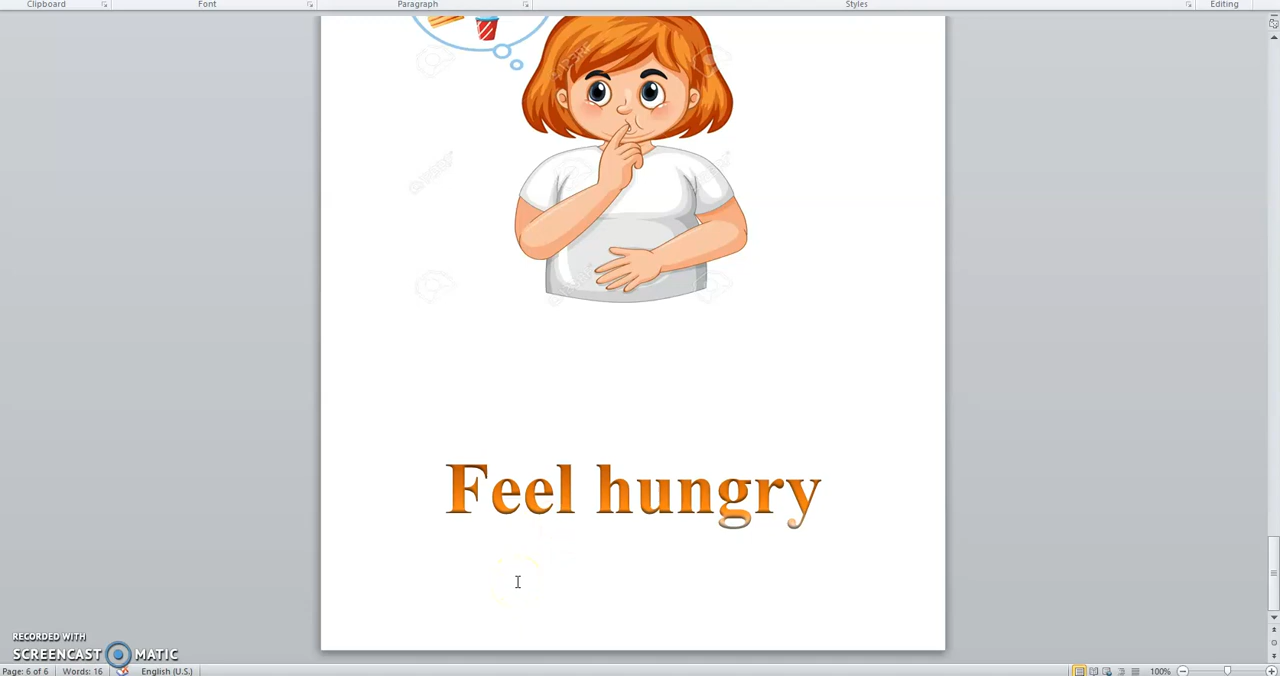 Clipboard
Font
Paragraph
Styles
Editing
Feel hungry
RECORDED WITH
SCREENCAST MATIC
Page: 6 of 6
Words: 16
English (U.S.)
100%